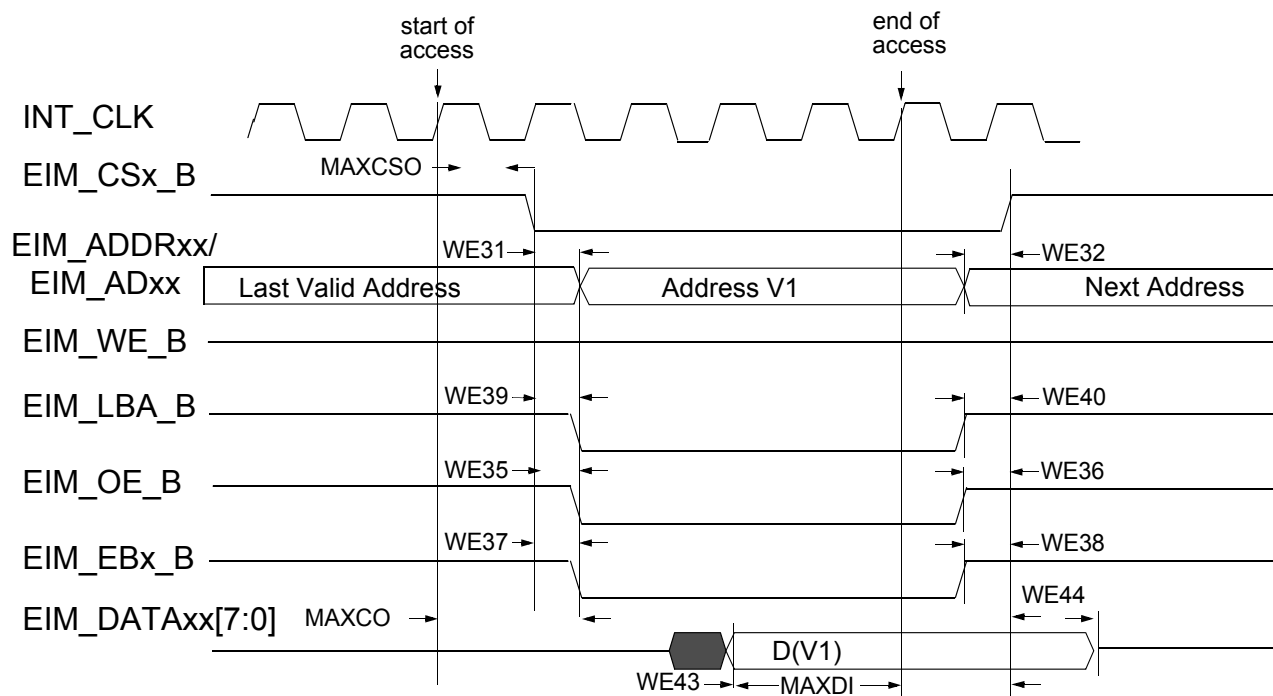 start of
access
end of
access
INT_CLK
MAXCSO
EIM_CSx_B
EIM_ADDRxx/
EIM_ADxx
WE31
WE32
Last Valid Address
Address V1
Next Address
EIM_WE_B
EIM_LBA_B
WE39
WE40
EIM_OE_B
WE35
WE36
EIM_EBx_B
WE37
WE38
EIM_DATAxx[7:0]
MAXCO
WE44
D(V1)
WE43
MAXDI